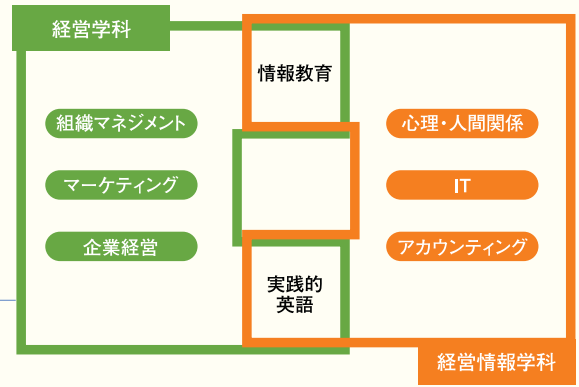 経営学科
情報教育
組織マネジメント
マーケティング
企業経営
心理・人間関係
IT
アカウンティング
実践的
英語
経営情報学科